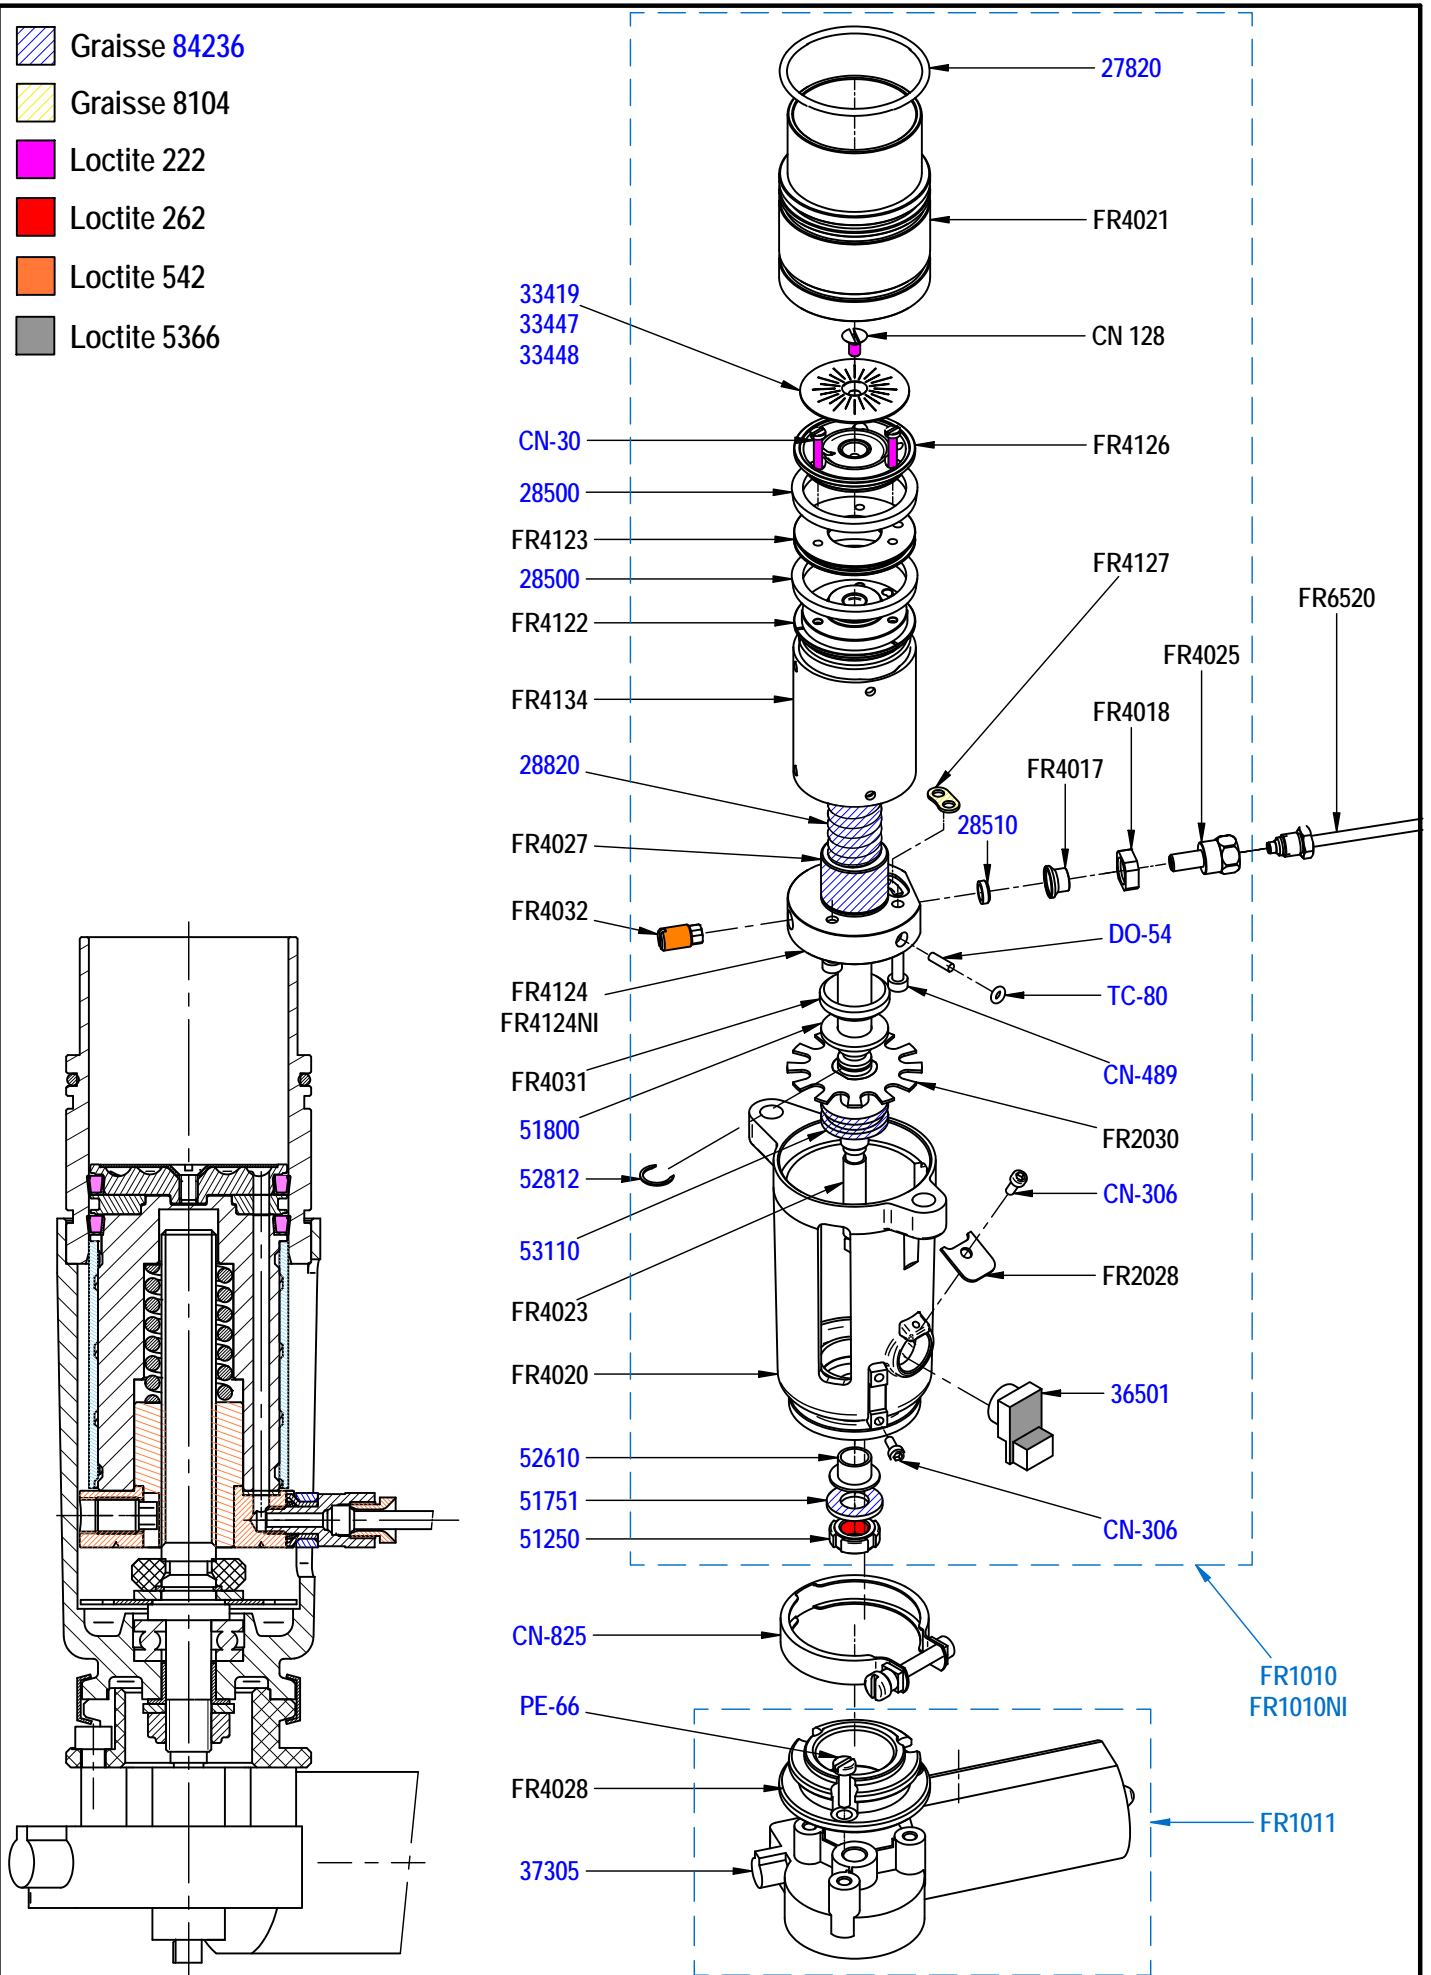 Graisse 84236
Graisse 8104
Loctite 222
Loctite 262
Loctite 542
Loctite 5366
27820
FR4021
33419
33447
33448
CN 128
CN-30
FR4126
28500
FR4123
28500
FR4127
FR4122
FR6520
FR4025
FR4134
FR4018
28820
FR4017
28510
FR4027
FR4032
DO-54
FR4124
FR4124NI
TC-80
FR4031
CN-489
51800
FR2030
52812
CN-306
53110
FR2028
FR4023
FR4020
36501
52610
51751
51250
CN-306
CN-825
FR1010
FR1010NI
PE-66
FR4028
FR1011
37305